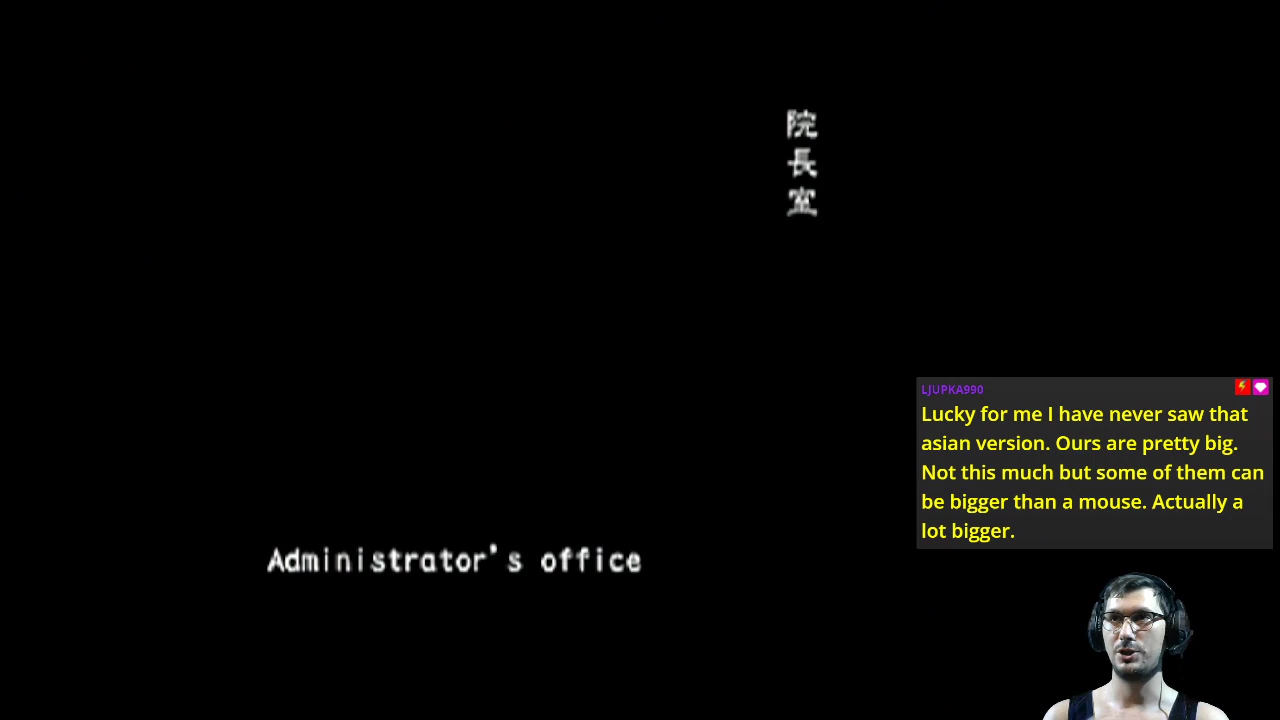 院長室
LJUPKA990
Lucky for me I have never saw that
asian version. Ours are pretty big.
Not this much but some of them can
be bigger than a mouse. Actually a
lot bigger.
Administrator's office